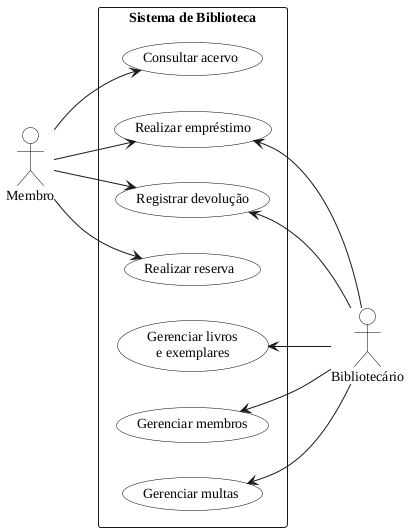 Sistema de Biblioteca
Consultar acervo
Realizar empréstimo
Membro
Registrar devolução
Realizar reserva
Gerenciar livros
e exemplares
Bibliotecário
Gerenciar membros
Gerenciar multas